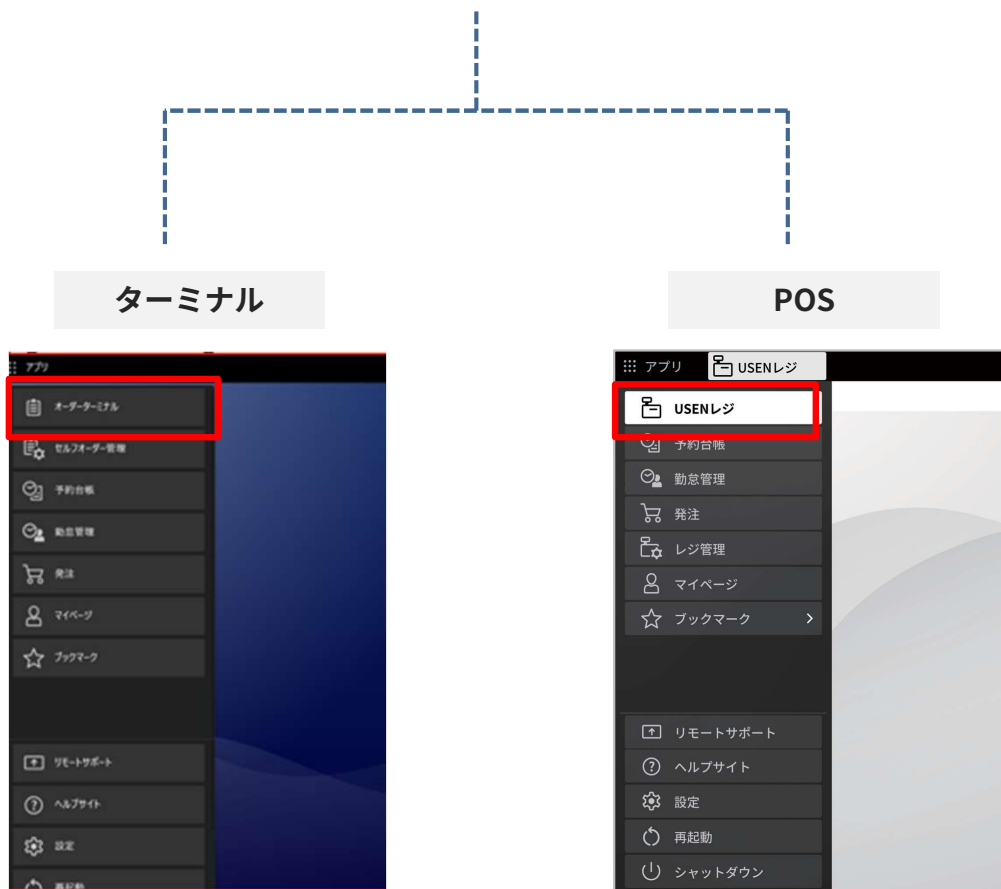 ターミナル
アプリ
オーダーターミナル
セルフオーダー管理
予約台帳
勤怠管理
発注
マイページ
ブックマーク
リモートサポート
ヘルプサイト
設定
再起動
POS
アプリ
USENレジ
USENレジ
予約台帳
勤怠管理
発注
レジ管理
マイページ
ブックマーク
リモートサポート
ヘルプサイト
設定
再起動
シャットダウン